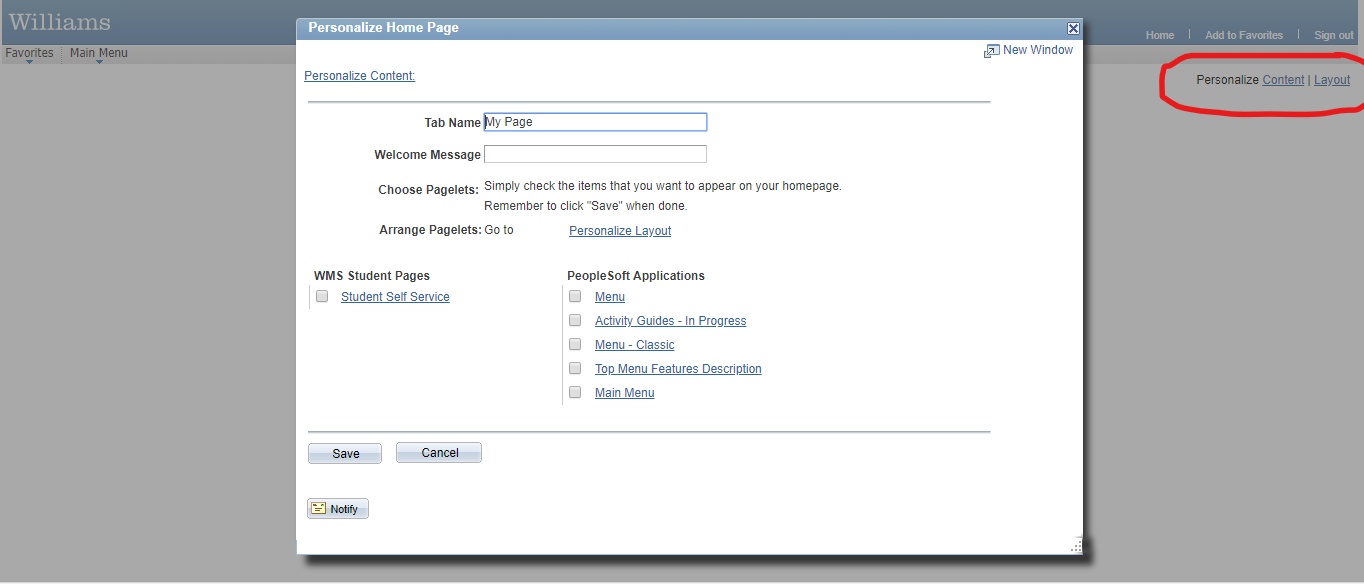 Williams
Home | Add to Favorites | Sign out
Favorites Main Menu
Personalize Content | Layout
Personalize Home Page
New Window
Personalize Content:
Tab Name My Page
Welcome Message
Choose Pagelets: Simply check the items that you want to appear on your homepage.
Remember to click "Save" when done.
Arrange Pagelets: Go to Personalize Layout
WMS Student Pages
Student Self Service
PeopleSoft Applications
Menu
Activity Guides - In Progress
Menu - Classic
Top Menu Features Description
Main Menu
Save Cancel
Notify